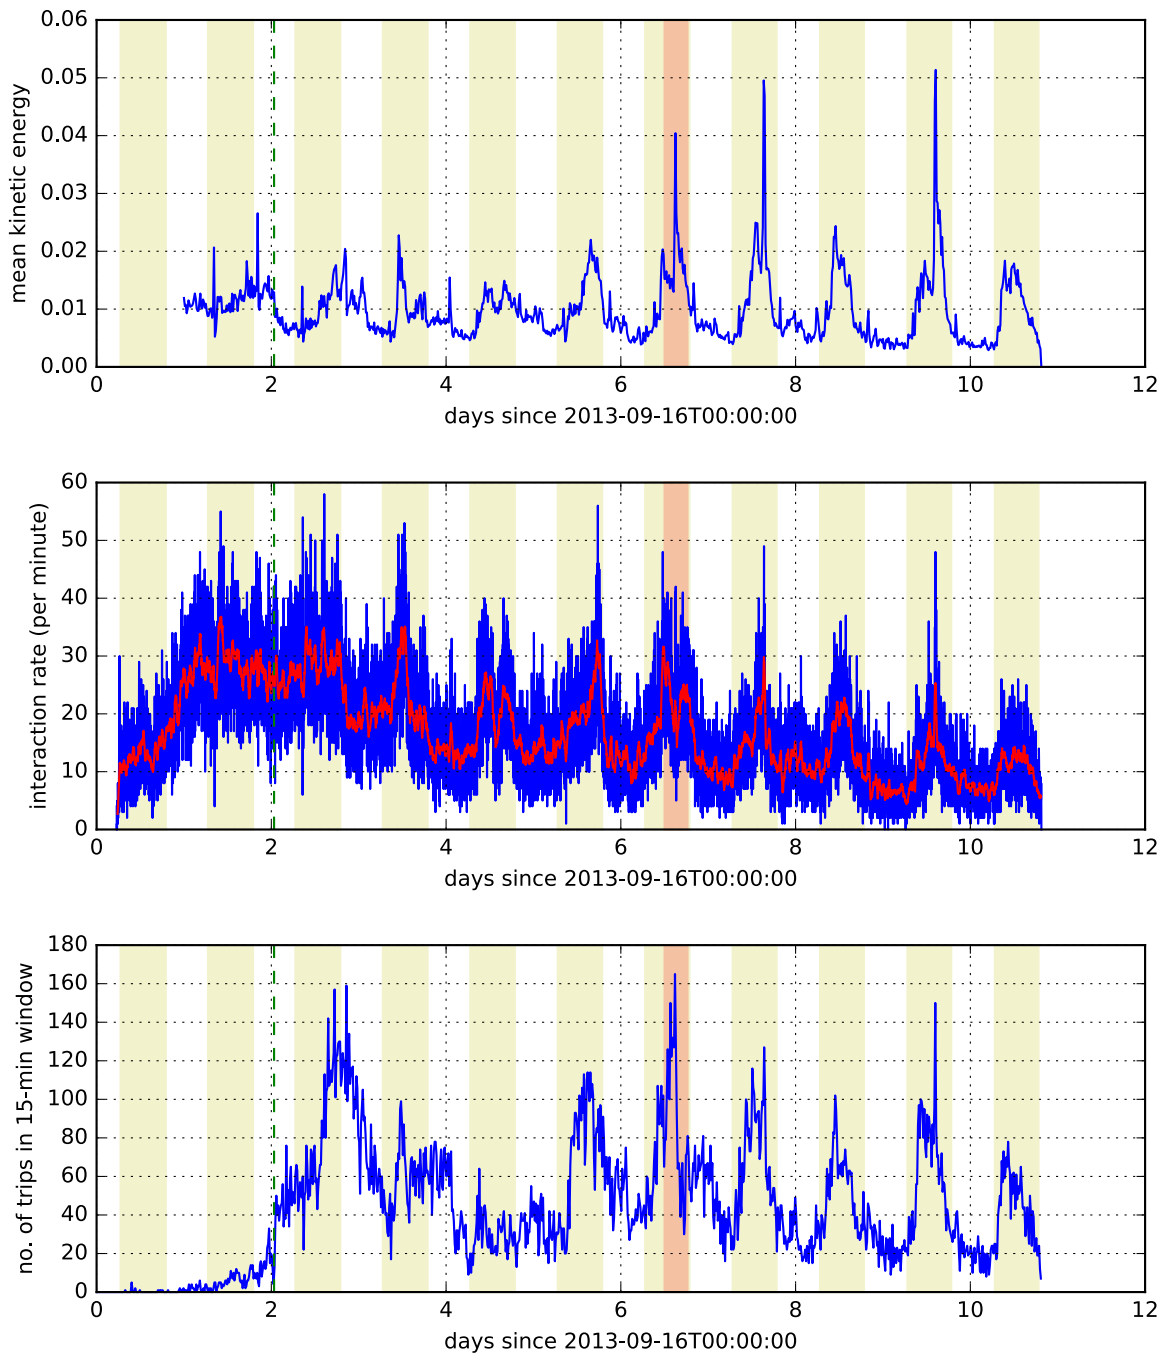 mean kinetic energy
0.06
0.05
0.04
0.03
0.02
0.01
0.00
0 2 4 6 8 10 12
days since 2013-09-16T00:00:00
interaction rate (per minute)
60
50
40
30
20
10
0
0 2 4 6 8 10 12
days since 2013-09-16T00:00:00
no. of trips in 15-min window
180
160
140
120
100
80
60
40
20
0
0 2 4 6 8 10 12
days since 2013-09-16T00:00:00